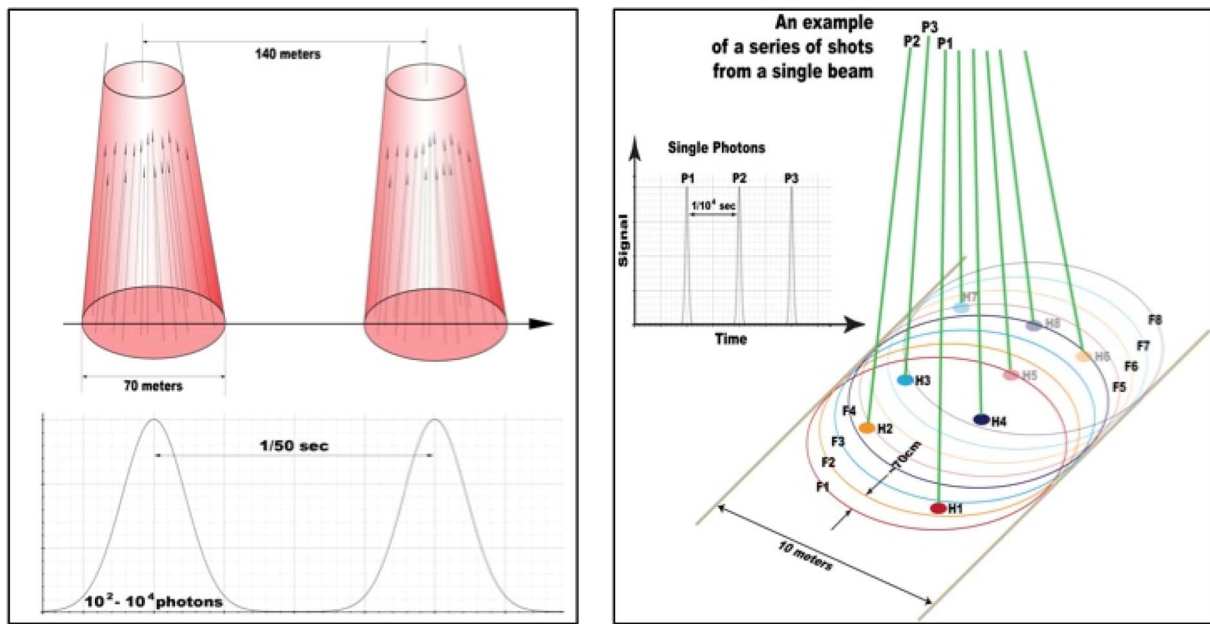 140 meters
70 meters
1/50 sec
10² - 10⁴ photons
An example
of a series of shots
from a single beam
P3
P2
P1
Single Photons
P1
P2
P3
1/10⁴ sec
Signal
Time
H7
H8
H6
H5
H3
H4
H2
H1
F8
F7
F6
F5
F4
F3
F2
F1
~70cm
10 meters